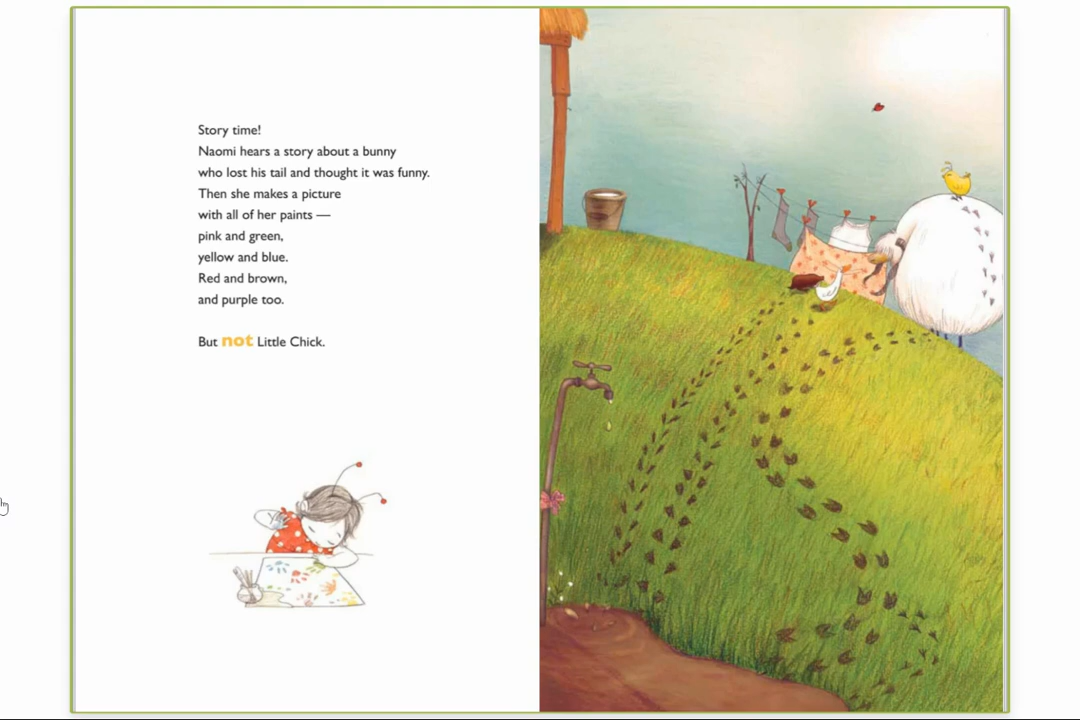 Story time!
Naomi hears a story about a bunny
who lost his tail and thought it was funny.
Then she makes a picture
with all of her paints —
pink and green,
yellow and blue.
Red and brown,
and purple too.
But not Little Chick.